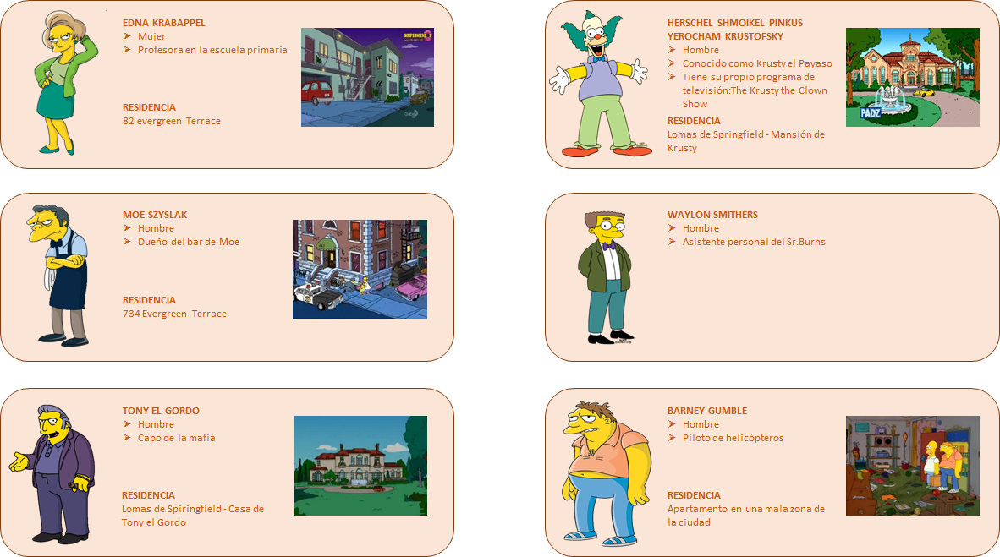 EDNA KRABAPPEL
➢ Mujer
➢ Profesora en la escuela primaria
RESIDENCIA
82 evergreen Terrace
HERSCHEL SHMOIKEL PINKUS
YEROCHAM KRUSTOFSKY
➢ Hombre
➢ Conocido como Krusty el Payaso
➢ Tiene su propio programa de
televisión:The Krusty the Clown
Show
RESIDENCIA
Lomas de Springfield - Mansión de
Krusty
PADZ
MOE SZYSLAK
➢ Hombre
➢ Dueño del bar de Moe
RESIDENCIA
734 Evergreen Terrace
WAYLON SMITHERS
➢ Hombre
➢ Asistente personal del Sr.Burns
TONY EL GORDO
➢ Hombre
➢ Capo de la mafia
RESIDENCIA
Lomas de Spiringfield - Casa de
Tony el Gordo
BARNEY GUMBLE
➢ Hombre
➢ Piloto de helicópteros
RESIDENCIA
Apartamento en una mala zona de
la ciudad